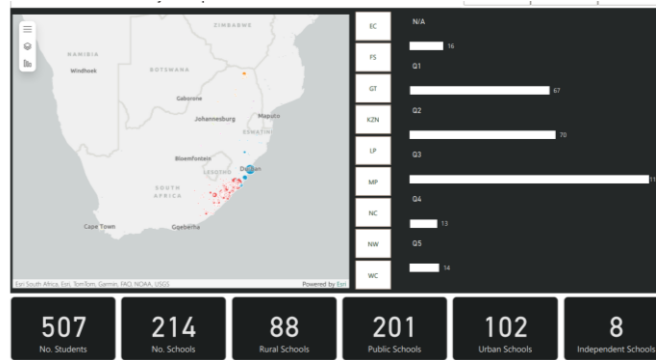 ZIMBABWE
NAMIBIA
Windhoek
BOTSWANA
Gaborone
Maputo
Johannesburg
ESWATINI
Bloemfontein
LESOTHO
SOUTH
AFRICA
Cape Town
Gqeberha
Esri South Africa, Esri, TomTom, Garmin, FAO, NOAA, USGS
Powered by Esri
EC
FS
GT
KZN
LP
MP
NC
NW
WC
N/A
16
Q1
67
Q2
70
Q3
Q4
13
Q5
14
507
No. Students
214
No. Schools
88
Rural Schools
201
Public Schools
102
Urban Schools
8
Independent Schools